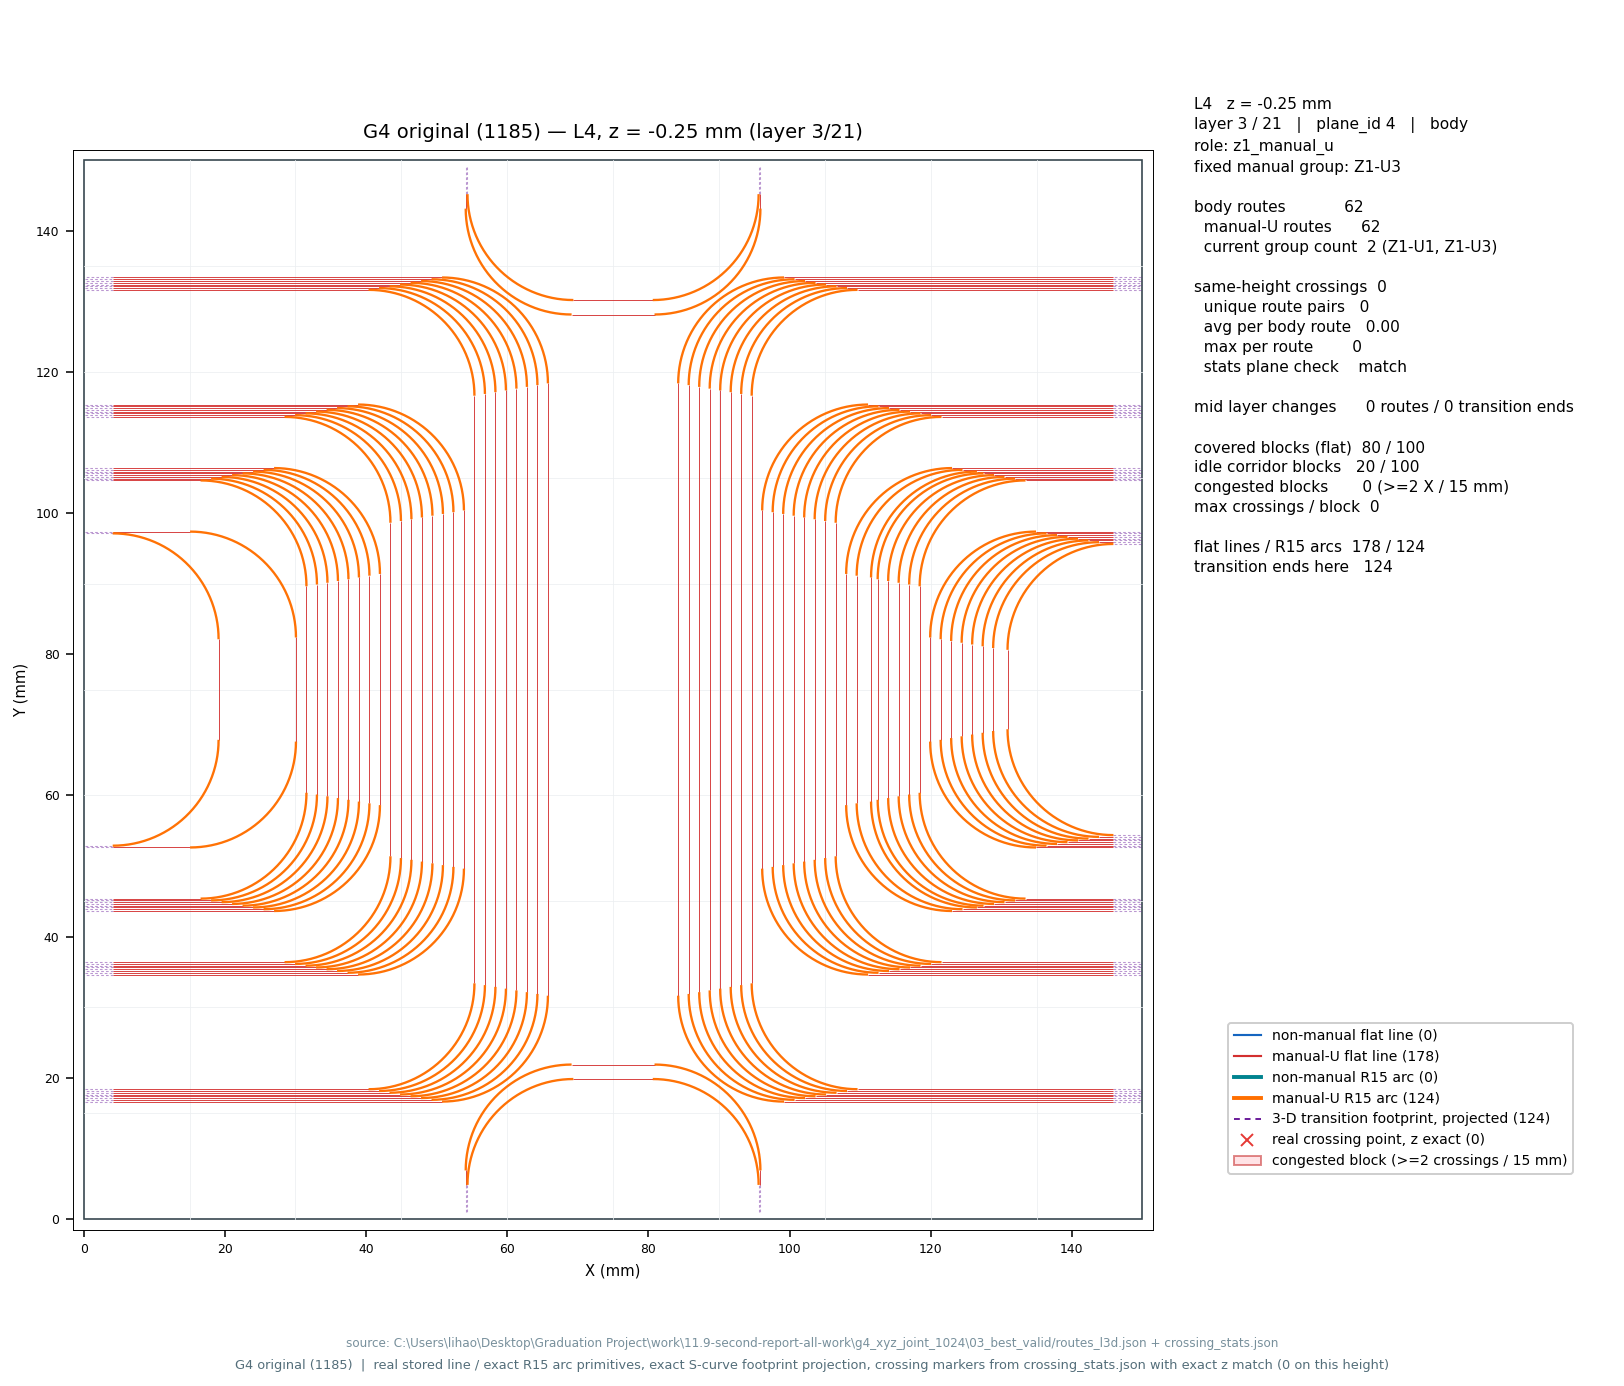 G4 original (1185) — L4, z = -0.25 mm (layer 3/21)
L4 z = -0.25 mm
layer 3 / 21 | plane_id 4 | body
role: z1_manual_u
fixed manual group: Z1-U3
body routes 62
manual-U routes 62
current group count 2 (Z1-U1, Z1-U3)
same-height crossings 0
unique route pairs 0
avg per body route 0.00
max per route 0
stats plane check match
mid layer changes 0 routes / 0 transition ends
covered blocks (flat) 80 / 100
idle corridor blocks 20 / 100
congested blocks 0 (>=2 X / 15 mm)
max crossings / block 0
flat lines / R15 arcs 178 / 124
transition ends here 124
Y (mm)
140
120
100
80
60
40
20
0
0 20 40 60 80 100 120 140
X (mm)
non-manual flat line (0)
manual-U flat line (178)
non-manual R15 arc (0)
manual-U R15 arc (124)
3-D transition footprint, projected (124)
real crossing point, z exact (0)
congested block (>=2 crossings / 15 mm)
source: C:\Users\lihao\Desktop\Graduation Project\work\11.9-second-report-all-work\g4_xyz_joint_1024\03_best_valid/routes_l3d.json + crossing_stats.json
G4 original (1185) | real stored line / exact R15 arc primitives, exact S-curve footprint projection, crossing markers from crossing_stats.json with exact z match (0 on this height)